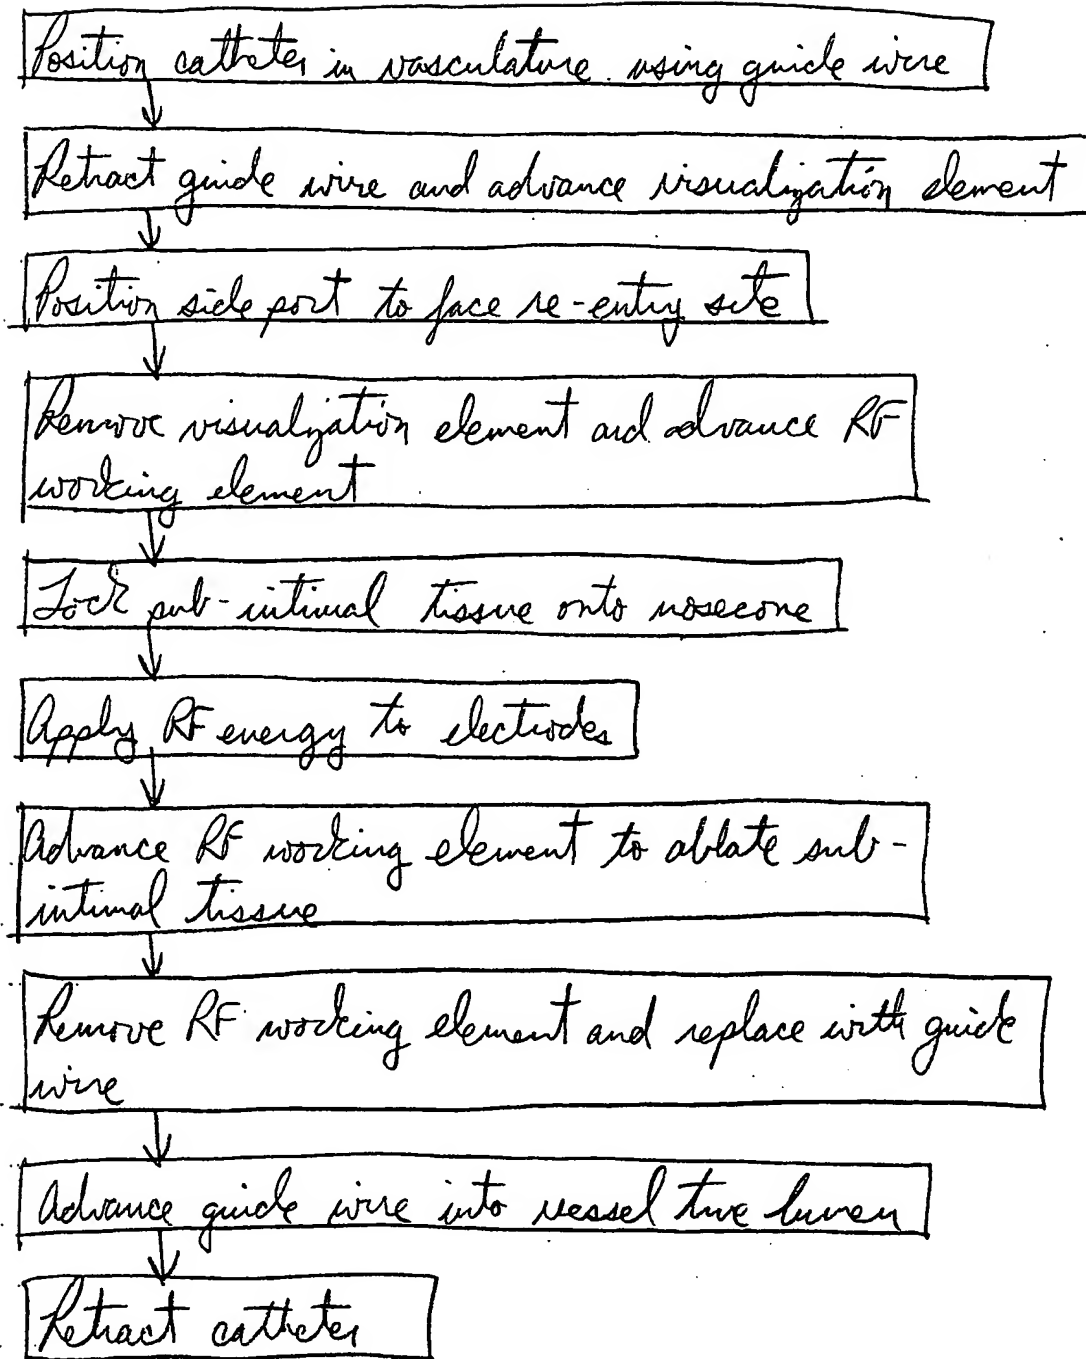 Position catheter in vasculature using guide wire
Retract guide wire and advance visualization element
Position side port to face re-entry site
Remove visualization element and advance RF
working element
Lock sub-intimal tissue onto nosecone
Apply RF energy to electrodes
Advance RF working element to ablate sub-
intimal tissue
Remove RF working element and replace with guide
wire
Advance guide wire into vessel true lumen
Retract catheter